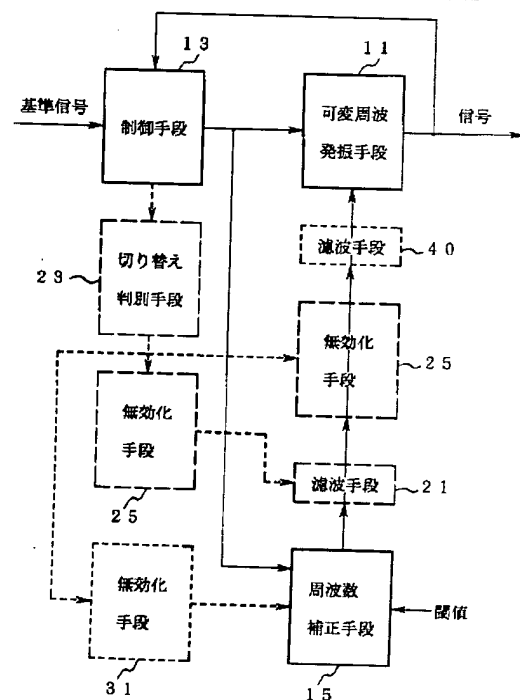 13
11
基準信号
制御手段
可変周波
発振手段
信号
濾波手段
40
23
切り替え
判別手段
無効化
手段
25
無効化
手段
25
濾波手段
21
無効化
手段
31
周波数
補正手段
閾値
15